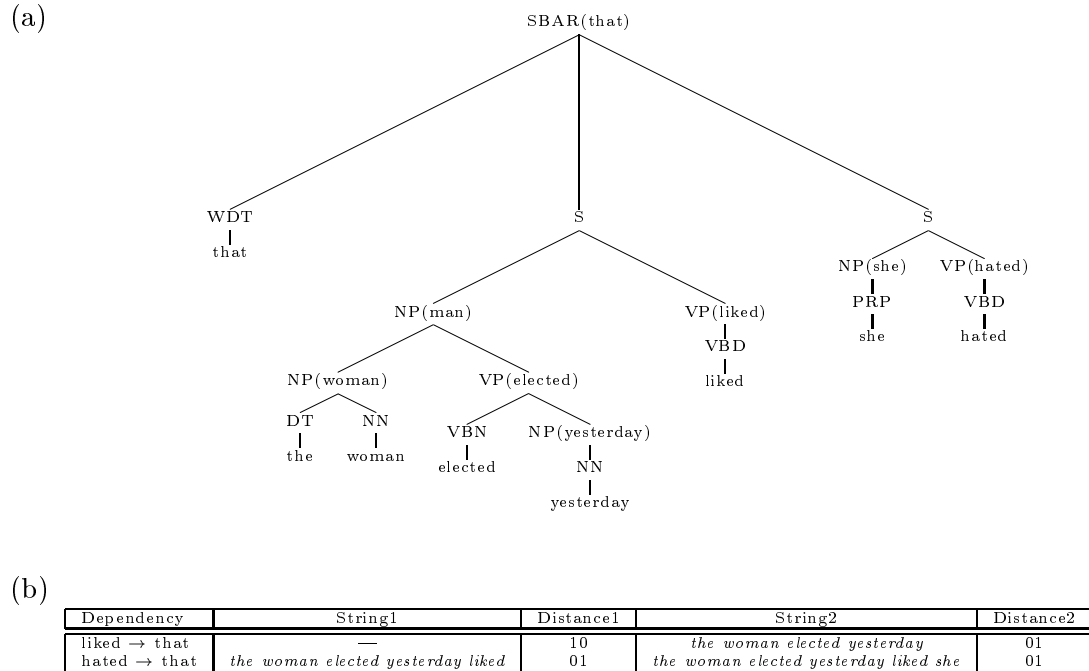 (a)
SBAR(that)
WDT S S
that
NP(she) VP(hated)
PRP VBD
she hated
NP(man) VP(liked)
VBD
liked
NP(woman) VP(elected)
DT NN
the woman
VBN NP(yesterday)
elected NN
yesterday
(b)
Dependency String1 Distance1 String2 Distance2
liked → that — 10 the woman elected yesterday 01
hated → that the woman elected yesterday liked 01 the woman elected yesterday liked she 01